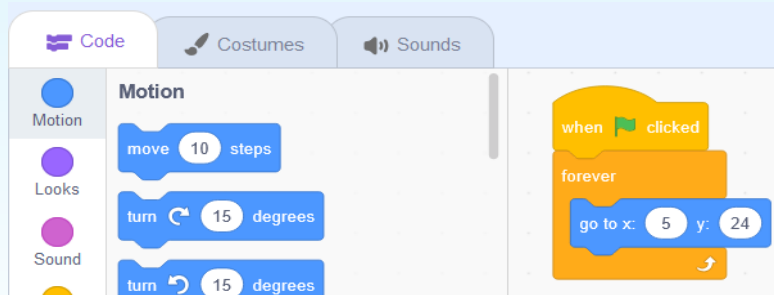 Code
Costumes
Sounds
Motion
Looks
Sound
Motion
move 10 steps
turn 15 degrees
turn 15 degrees
when clicked
forever
go to x: 5 y: 24